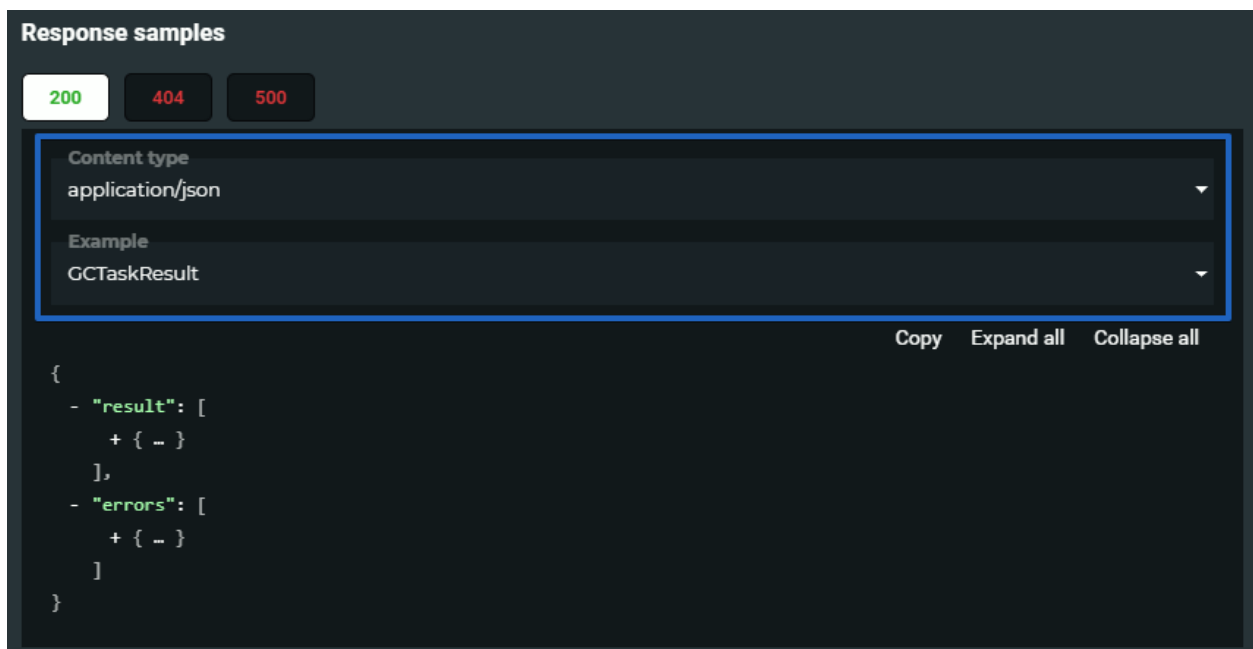 Response samples
200 404 500
Content type
application/json
Example
GCTaskResult
Copy Expand all Collapse all
{
- "result": [
+ { … }
],
- "errors": [
+ { … }
]
}